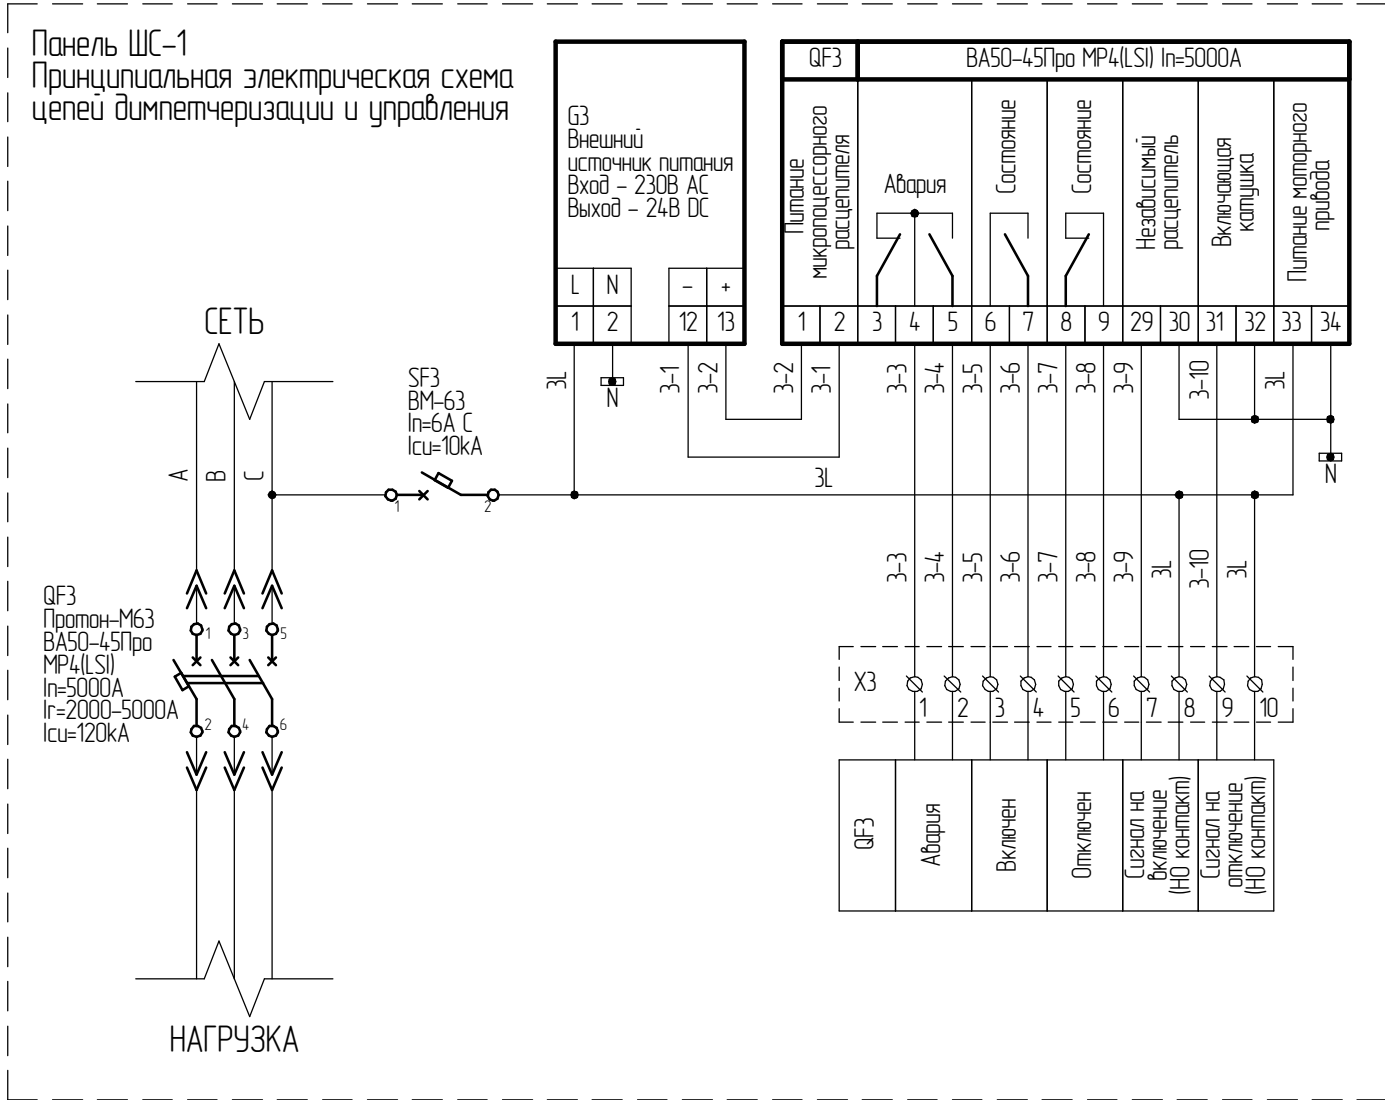 Панель ШС-1
Принципиальная электрическая схема
цепей димпетчеризации и управления
G3
Внешний
источник питания
Вход - 230В AC
Выход - 24В DC
L N - +
1 2 12 13
QF3 ВА50-45Про МР4(LSI) In=5000А
Питание
микропоцессорного
расцепителя
Авария
Состояние
Состояние
Независимый
расцепитель
Включающая
катушка
Питание моторного
привода
1 2 3 4 5 6 7 8 9 29 30 31 32 33 34
СЕТЬ
3L
N
3-1
3-2
3-2
3-1
3-3
3-4
3-5
3-6
3-7
3-8
3-9
3-10
3L
N
SF3
ВМ-63
In=6А С
Icu=10kА
1 2
3L
A
B
C
3-3
3-4
3-5
3-6
3-7
3-8
3-9
3L
3-10
3L
QF3
Протон-М63
ВА50-45Про
МР4(LSI)
In=5000А
Ir=2000-5000А
Icu=120kА
1 3 5
2 4 6
X3
1 2 3 4 5 6 7 8 9 10
QF3
Авария
Включен
Отключен
Сигнал на
включение
(НО контакт)
Сигнал на
отключение
(НО контакт)
НАГРУЗКА